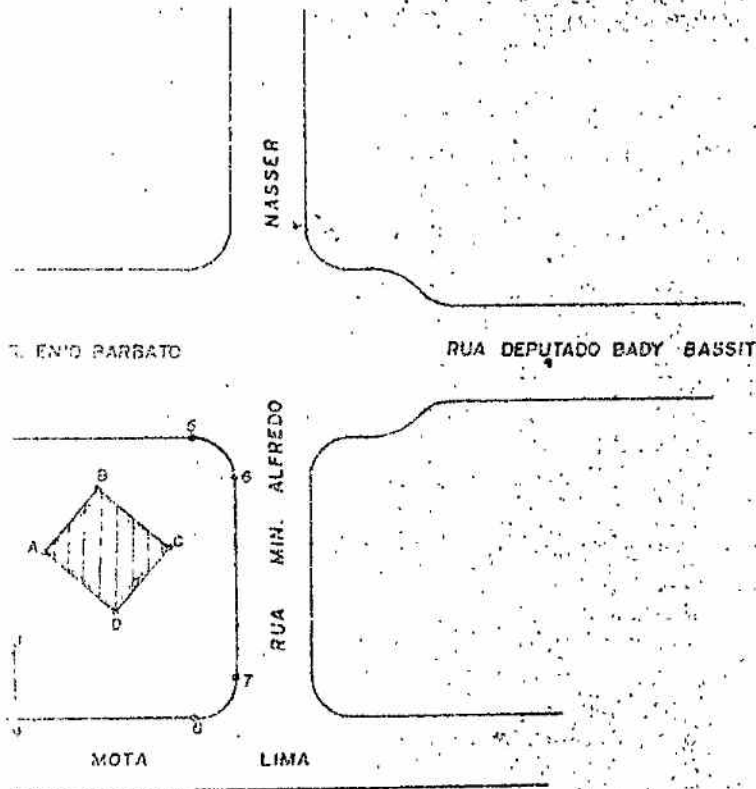 NASSER
ENIO BARBATO
RUA DEPUTADO BADY BASSIT
5
6
B
A
C
D
RUA MIN. ALFREDO
7
8
MOTA LIMA